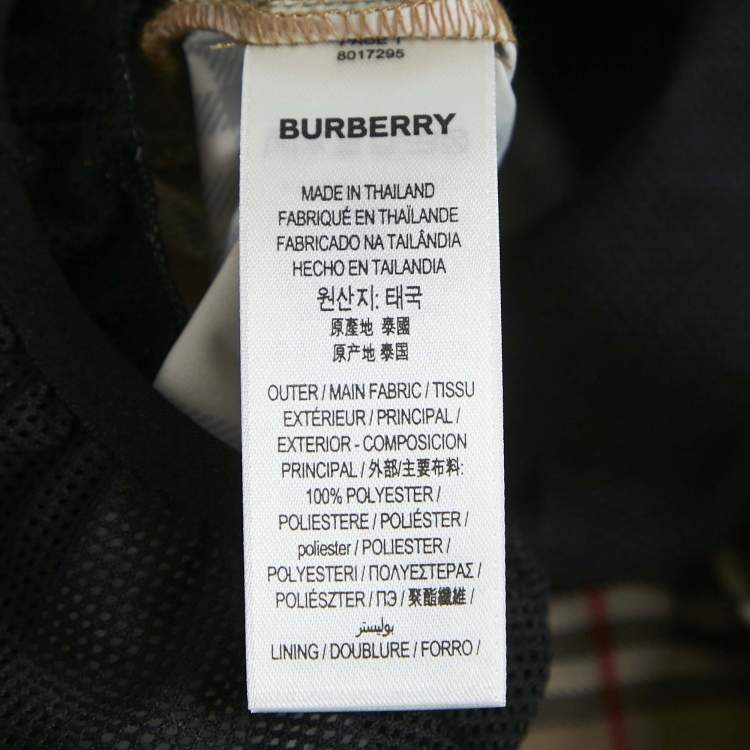 PAGE 1
8017295
BURBERRY
MADE IN THAILAND
FABRIQUÉ EN THAÏLANDE
FABRICADO NA TAILÂNDIA
HECHO EN TAILANDIA
원산지: 태국
原產地 泰國
原产地 泰国
OUTER / MAIN FABRIC / TISSU
EXTÉRIEUR / PRINCIPAL /
EXTERIOR - COMPOSICION
PRINCIPAL / 外部/主要布料:
100% POLYESTER /
POLIESTERE / POLIÉSTER /
poliester / POLIESTER /
POLYESTERI / ΠΟΛΥΕΣΤΕΡΑΣ /
POLIÉSZTER / ПЭ / 聚酯纖維 /
بوليستر
LINING / DOUBLURE / FORRO /